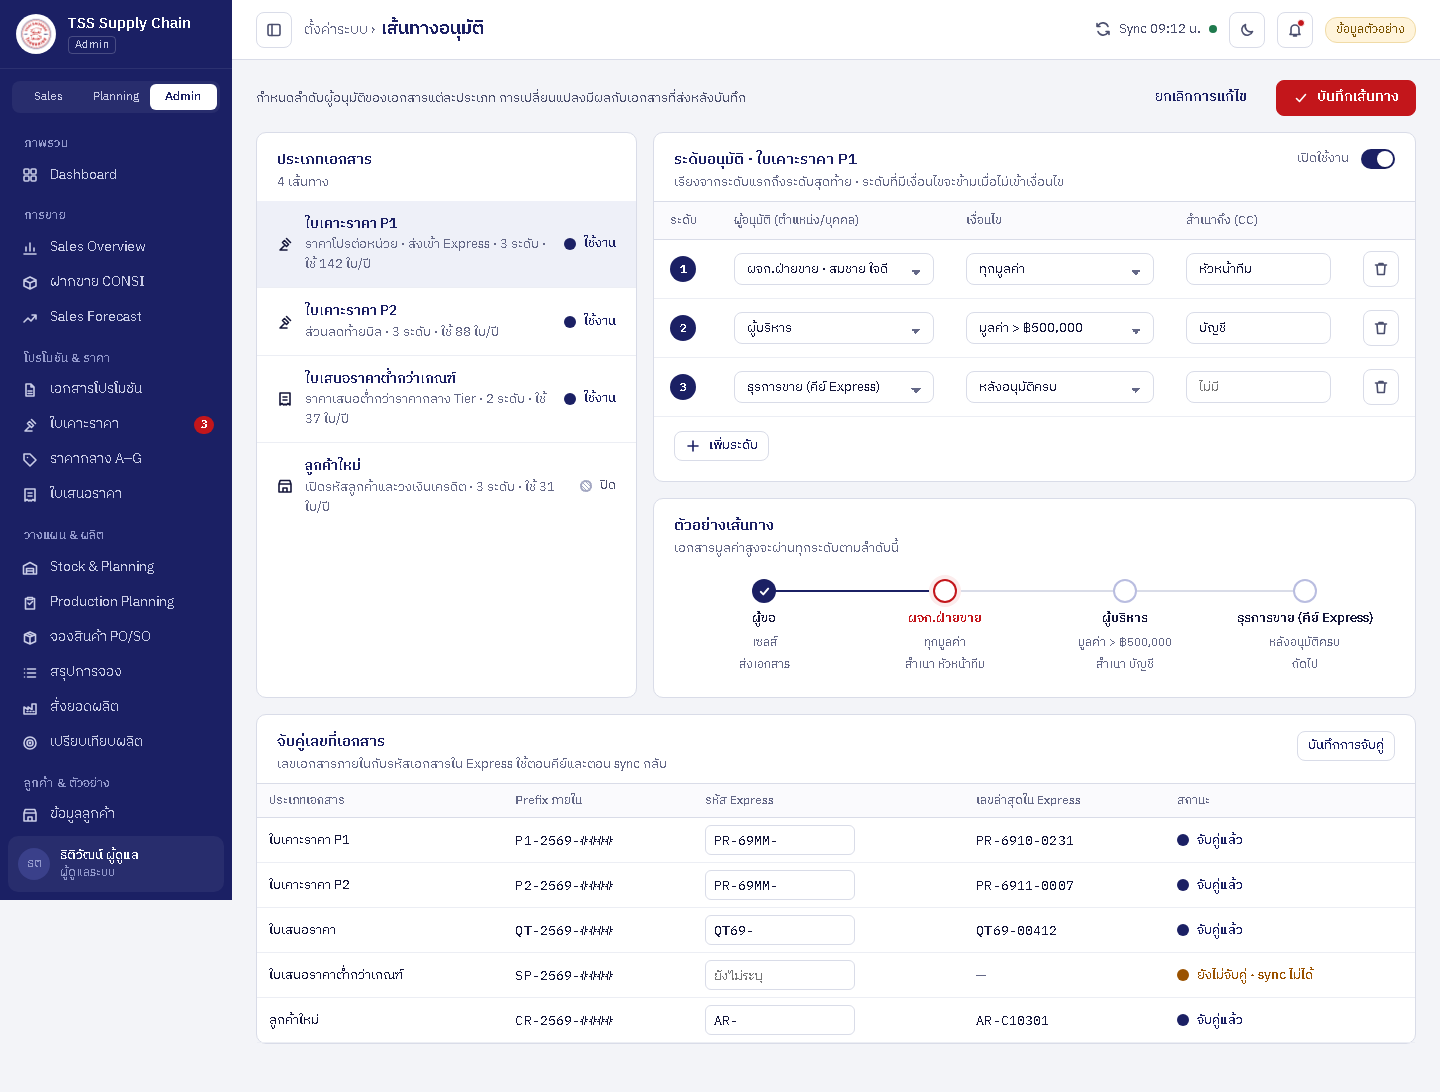 TSS Supply Chain
Admin
Sales Planning Admin
ภาพรวม
Dashboard
การขาย
Sales Overview
ฝากขาย CONSI
Sales Forecast
โปรโมชัน & ราคา
เอกสารโปรโมชัน
ใบเคาะราคา 3
ราคากลาง A–G
ใบเสนอราคา
วางแผน & ผลิต
Stock & Planning
Production Planning
จองสินค้า PO/SO
สรุปการจอง
สั่งยอดผลิต
เปรียบเทียบผลิต
ลูกค้า & ตัวอย่าง
ข้อมูลลูกค้า
ธต
ธิติวัฒน์ ผู้ดูแล
ผู้ดูแลระบบ
ตั้งค่าระบบ › เส้นทางอนุมัติ
Sync 09:12 น.
ข้อมูลตัวอย่าง
กำหนดลำดับผู้อนุมัติของเอกสารแต่ละประเภท การเปลี่ยนแปลงมีผลกับเอกสารที่ส่งหลังบันทึก
ยกเลิกการแก้ไข
บันทึกเส้นทาง
ประเภทเอกสาร
4 เส้นทาง
ใบเคาะราคา P1
ราคาโปรต่อหน่วย · ส่งเข้า Express · 3 ระดับ ·
ใช้ 142 ใบ/ปี
ใช้งาน
ใบเคาะราคา P2
ส่วนลดท้ายบิล · 3 ระดับ · ใช้ 88 ใบ/ปี
ใช้งาน
ใบเสนอราคาต่ำกว่าเกณฑ์
ราคาเสนอต่ำกว่าราคากลาง Tier · 2 ระดับ · ใช้
37 ใบ/ปี
ใช้งาน
ลูกค้าใหม่
เปิดรหัสลูกค้าและวงเงินเครดิต · 3 ระดับ · ใช้ 31
ใบ/ปี
ปิด
ระดับอนุมัติ · ใบเคาะราคา P1
เรียงจากระดับแรกถึงระดับสุดท้าย · ระดับที่มีเงื่อนไขจะข้ามเมื่อไม่เข้าเงื่อนไข
เปิดใช้งาน
ระดับ ผู้อนุมัติ (ตำแหน่ง/บุคคล) เงื่อนไข สำเนาถึง (CC)
1 ผจก.ฝ่ายขาย · สมชาย ใจดี ทุกมูลค่า หัวหน้าทีม
2 ผู้บริหาร มูลค่า > ฿500,000 บัญชี
3 ธุรการขาย (คีย์ Express) หลังอนุมัติครบ ไม่มี
เพิ่มระดับ
ตัวอย่างเส้นทาง
เอกสารมูลค่าสูงจะผ่านทุกระดับตามลำดับนี้
ผู้ขอ ผจก.ฝ่ายขาย ผู้บริหาร ธุรการขาย (คีย์ Express)
เซลส์ ทุกมูลค่า มูลค่า > ฿500,000 หลังอนุมัติครบ
ส่งเอกสาร สำเนา หัวหน้าทีม สำเนา บัญชี ถัดไป
จับคู่เลขที่เอกสาร
เลขเอกสารภายในกับรหัสเอกสารใน Express ใช้ตอนคีย์และตอน sync กลับ
บันทึกการจับคู่
ประเภทเอกสาร Prefix ภายใน รหัส Express เลขล่าสุดใน Express สถานะ
ใบเคาะราคา P1 P1-2569-#### PR-69MM- PR-6910-0231 จับคู่แล้ว
ใบเคาะราคา P2 P2-2569-#### PR-69MM- PR-6911-0007 จับคู่แล้ว
ใบเสนอราคา QT-2569-#### QT69- QT69-00412 จับคู่แล้ว
ใบเสนอราคาต่ำกว่าเกณฑ์ SP-2569-#### ยังไม่ระบุ — ยังไม่จับคู่ · sync ไม่ได้
ลูกค้าใหม่ CR-2569-#### AR- AR-C10301 จับคู่แล้ว